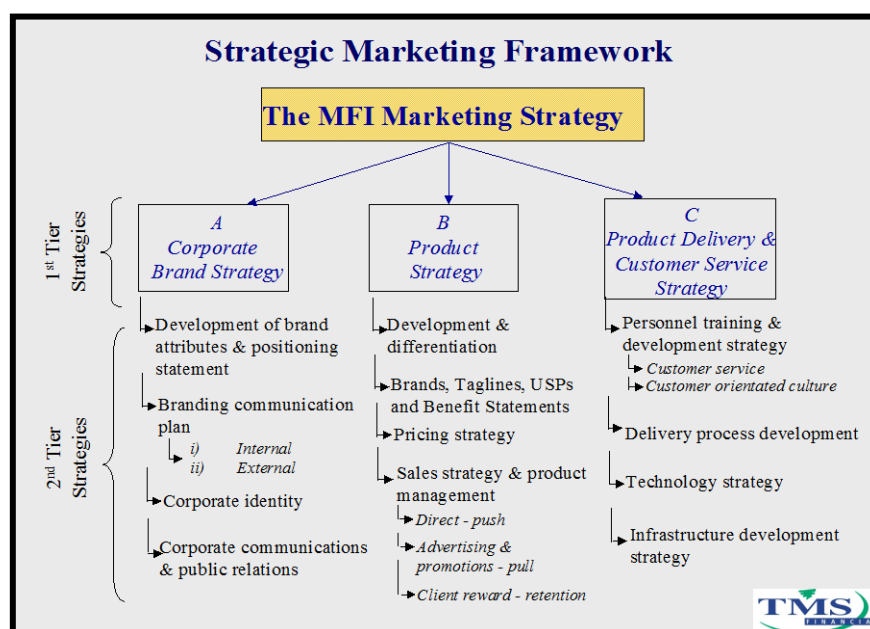 Strategic Marketing Framework
The MFI Marketing Strategy
1st Tier
Strategies
A
Corporate
Brand Strategy
B
Product
Strategy
C
Product Delivery &
Customer Service
Strategy
2nd Tier
Strategies
Development of brand
attributes & positioning
statement
Branding communication
plan
i) Internal
ii) External
Corporate identity
Corporate communications
& public relations
Development &
differentiation
Brands, Taglines, USPs
and Benefit Statements
Pricing strategy
Sales strategy & product
management
Direct - push
Advertising &
promotions - pull
Client reward - retention
Personnel training &
development strategy
Customer service
Customer orientated culture
Delivery process development
Technology strategy
Infrastructure development
strategy
TMS
FINANCIA